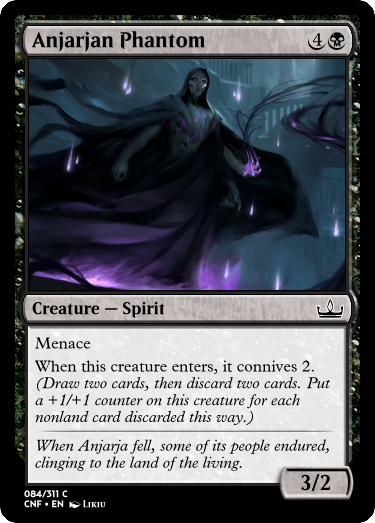 Anjarjan Phantom 4
Creature — Spirit
Menace
When this creature enters, it connives 2.
(Draw two cards, then discard two cards. Put
a +1/+1 counter on this creature for each
nonland card discarded this way.)
When Anjarja fell, some of its people endured,
clinging to the land of the living.
3/2
084/311 C
CNF • EN Likiu